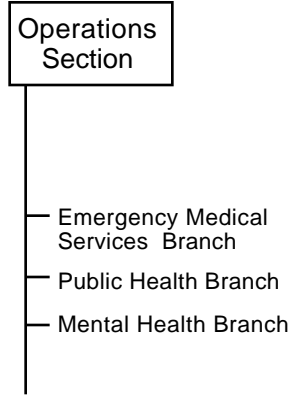 Operations
Section
Emergency Medical
Services Branch
Public Health Branch
Mental Health Branch